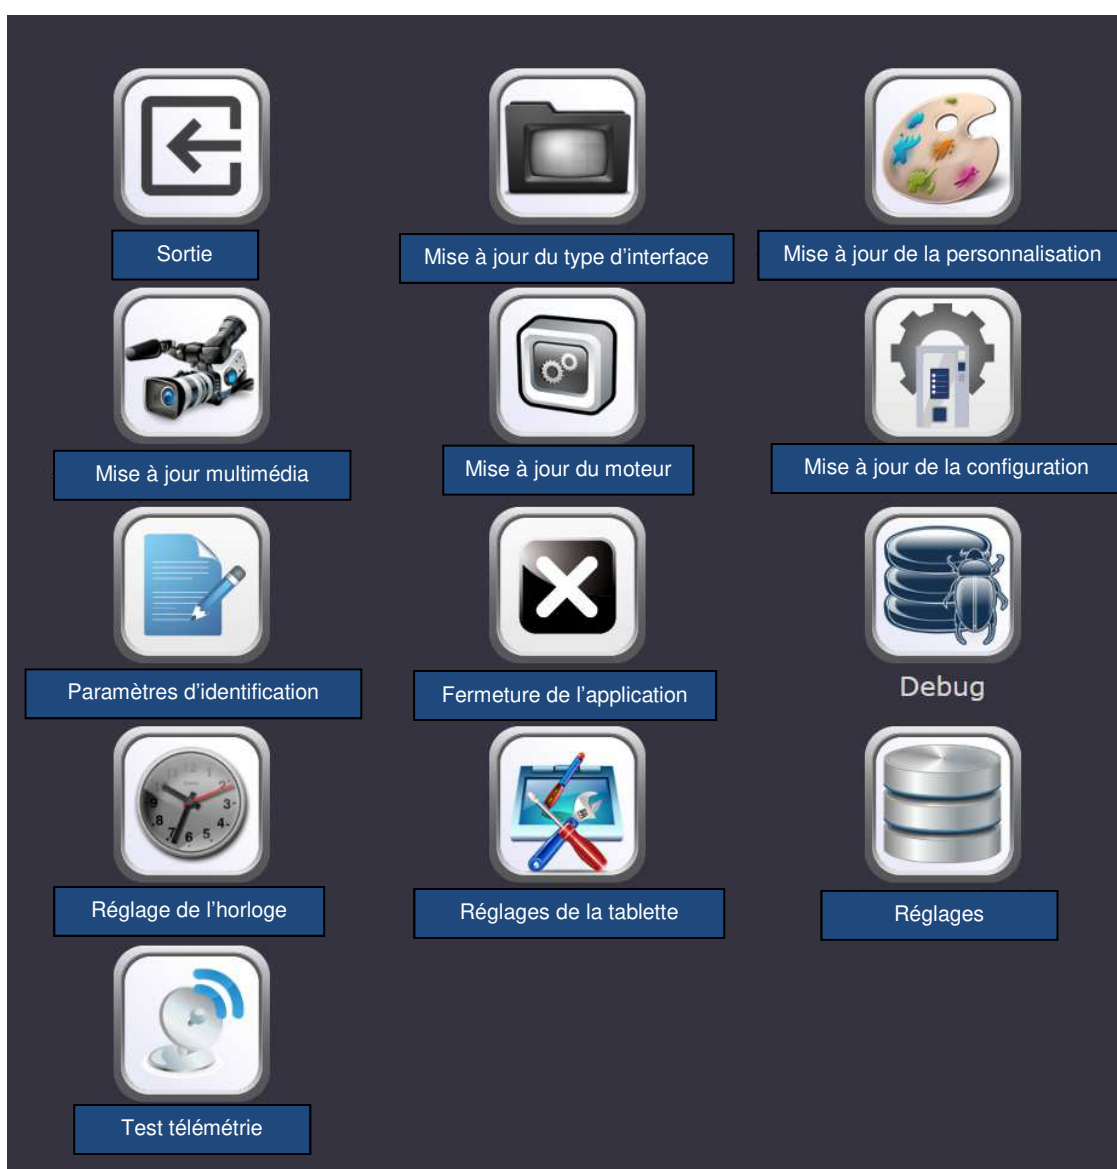 Sortie
Mise à jour du type d'interface
Mise à jour de la personnalisation
Mise à jour multimédia
Mise à jour du moteur
Mise à jour de la configuration
Paramètres d'identification
Fermeture de l'application
Debug
Réglage de l'horloge
Réglages de la tablette
Réglages
Test télémétrie